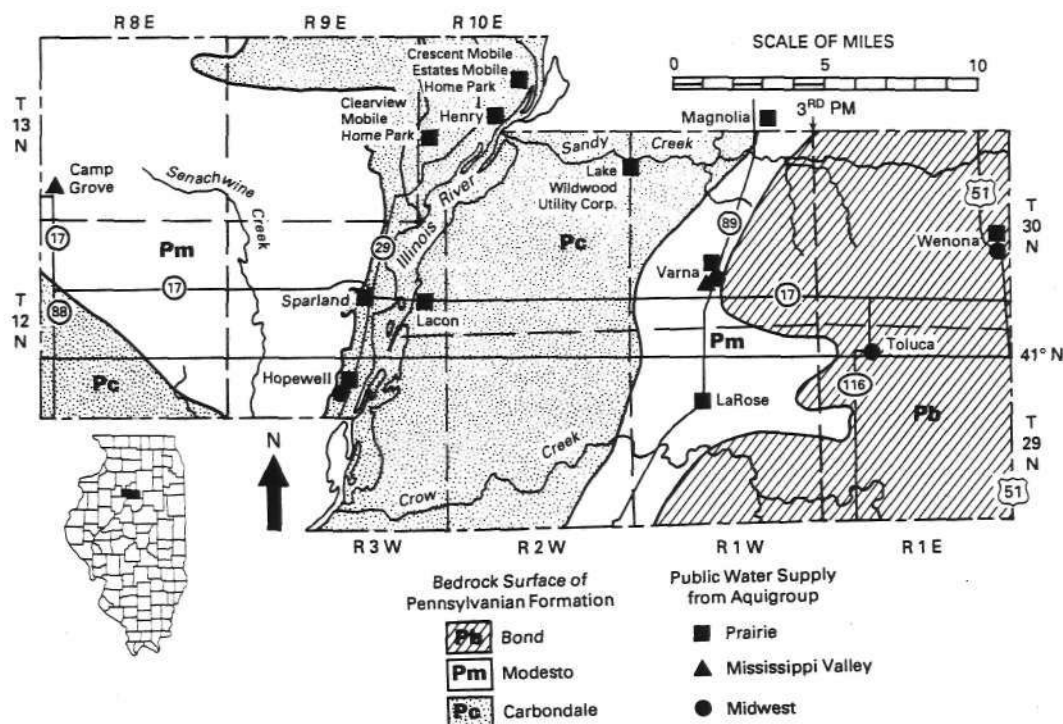 R 8 E
R 9 E
R 10 E
SCALE OF MILES
0
5
10
3RD PM
T
13
N
Crescent Mobile
Estates Mobile
Home Park
Clearview
Mobile
Home Park
Henry
Magnolia
Sandy
Creek
Camp
Grove
Senachwine
Creek
Illinois
River
Lake
Wildwood
Utility Corp.
51
T
30
N
Wenona
17
Pm
29
Pc
89
Varna
17
Sparland
Lacon
17
88
T
12
N
Pm
Toluca
41° N
Pc
Hopewell
LaRose
116
Pb
T
29
N
N
Crow
Creek
51
R 3 W
R 2 W
R 1 W
R 1 E
Bedrock Surface of
Pennsylvanian Formation
Pb Bond
Pm Modesto
Pc Carbondale
Public Water Supply
from Aquigroup
Prairie
Mississippi Valley
Midwest